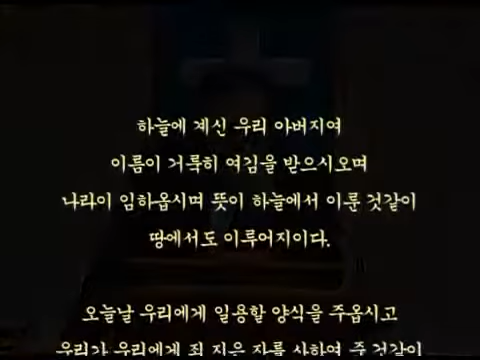 하늘에 계신 우리 아버지여
이름이 거룩히 여김을 받으시오며
나라이 임하옵시며 뜻이 하늘에서 이룬 것같이
땅에서도 이루어지이다.
오늘날 우리에게 일용할 양식을 주옵시고
우리가 우리에게 죄 지은 자를 사하여 준 것같이